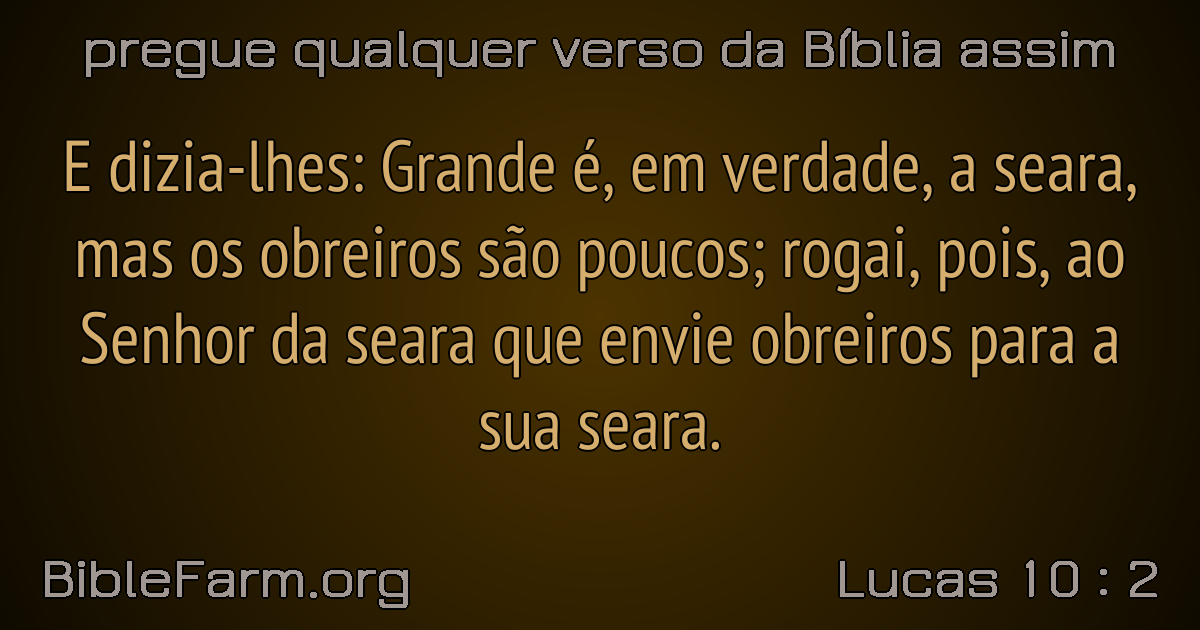 pregue qualquer verso da Bíblia assim
E dizia-lhes: Grande é, em verdade, a seara,
mas os obreiros são poucos; rogai, pois, ao
Senhor da seara que envie obreiros para a
sua seara.
BibleFarm.org
Lucas 10 : 2